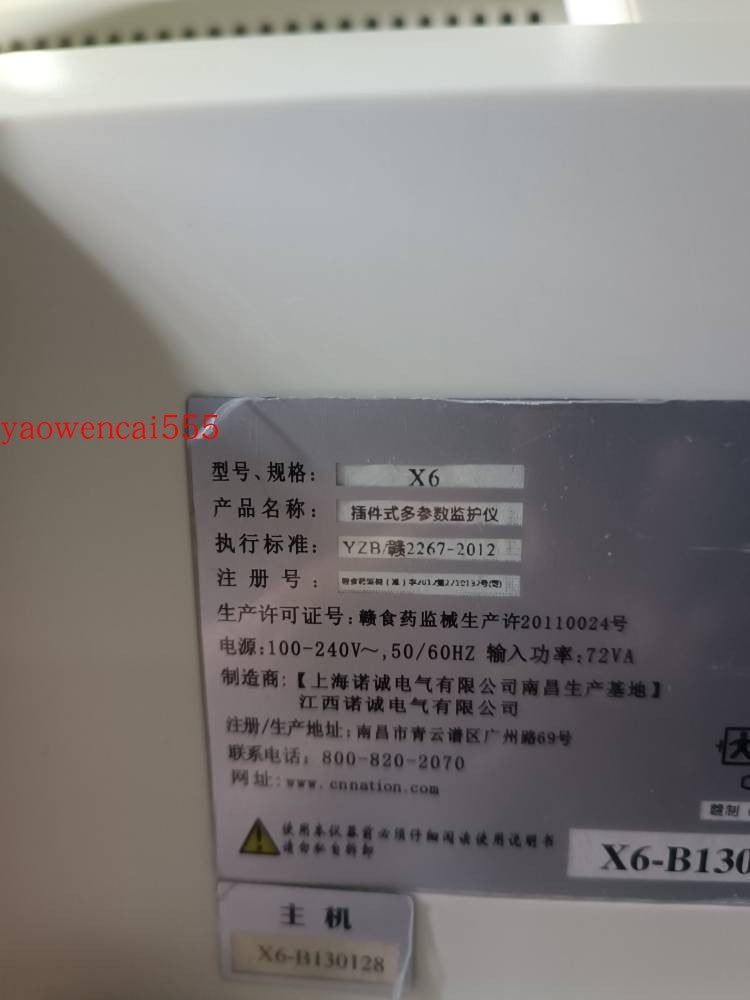 yaowencai555
型号、规格: X6
产品名称: 插件式多参数监护仪
执行标准: YZB/赣2267-2012
注册号:
生产许可证号:赣食药监械生产许20110024号
电源:100-240V～,50/60HZ 输入功率:72VA
制造商:【上海诺诚电气有限公司南昌生产基地】
江西诺诚电气有限公司
注册/生产地址:南昌市青云谱区广州路69号
联系电话: 800-820-2070
网址:www.cnnation.com
使用本仪器前必须仔细阅读使用说明书
请勿私自拆卸
X6-B130
主机
X6-B130128